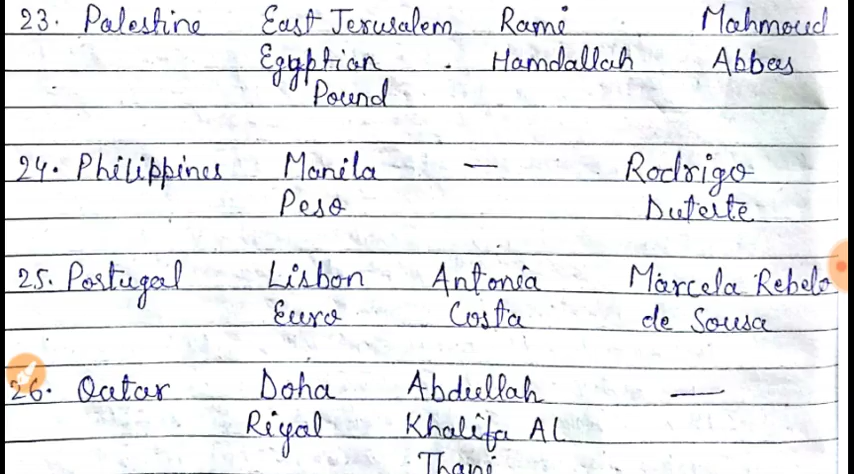 23. Palestine East Jerusalem Rami Mahmoud
Egyptian Hamdallah Abbas
Pound
24. Philippines Manila — Rodrigo
Peso Duterte
25. Portugal Lisbon Antonia Marcela Rebelo
Euro Costa de Sousa
26. Qatar Doha Abdullah —
Riyal Khalifa Al
Thani